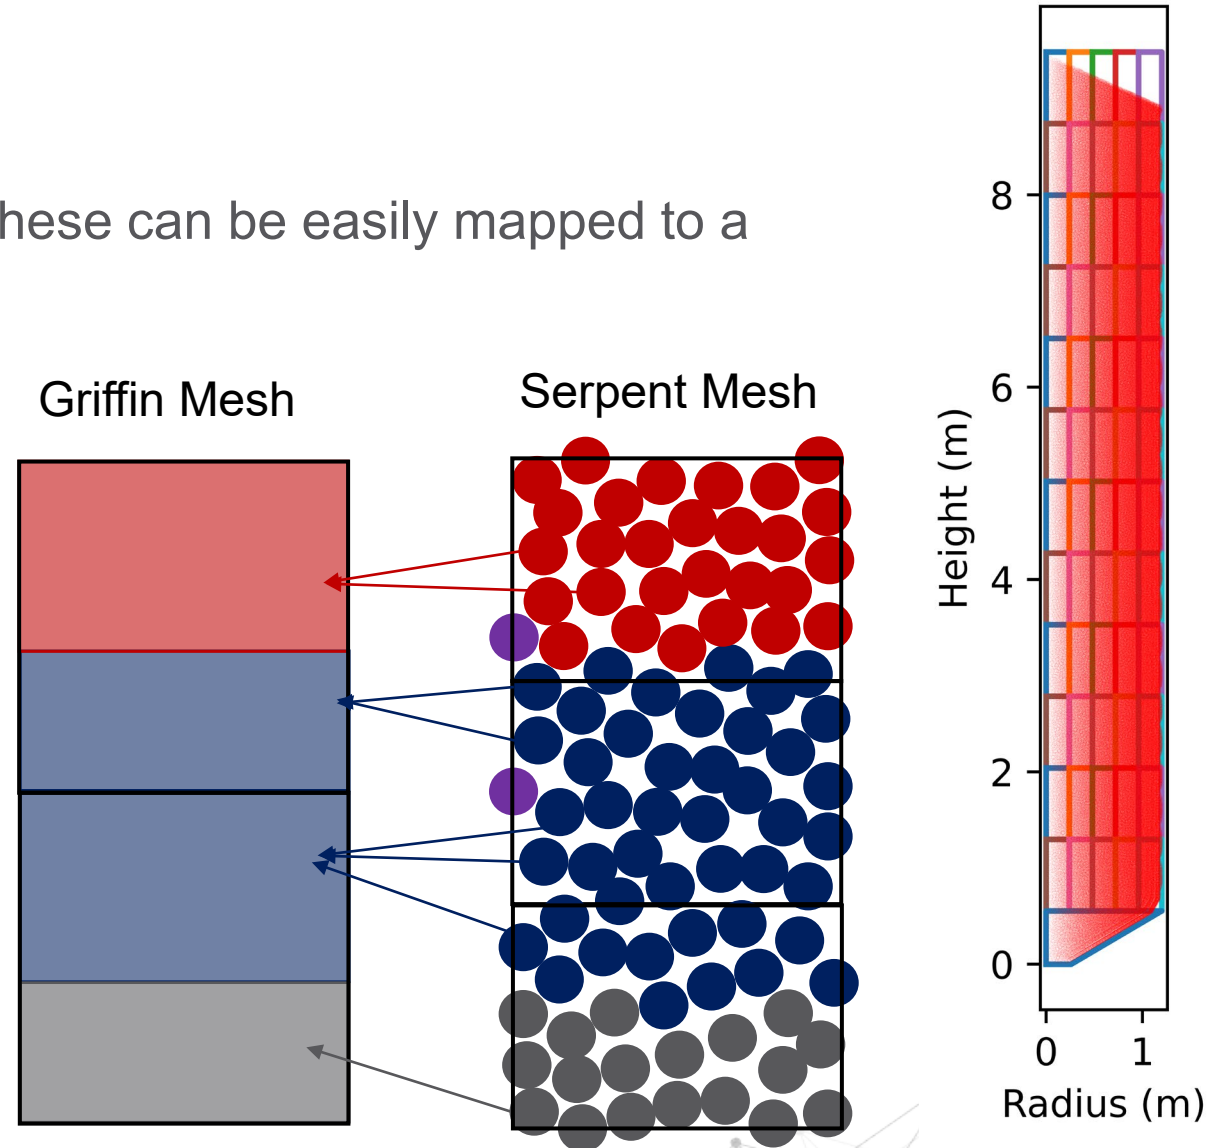 hese can be easily mapped to a
Griffin Mesh
Serpent Mesh
Height (m)
8
6
4
2
0
0 1
Radius (m)